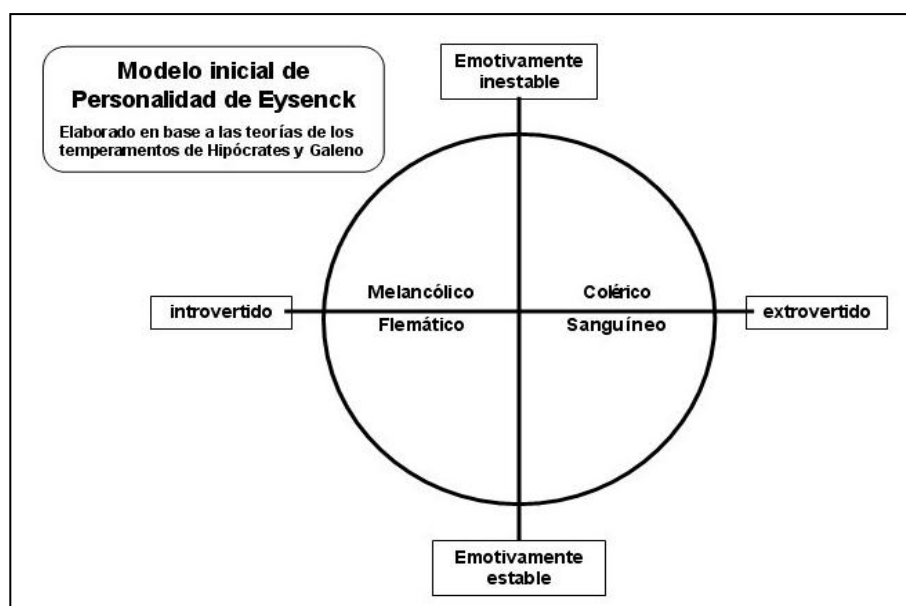 Modelo inicial de
Personalidad de Eysenck
Elaborado en base a las teorías de los
temperamentos de Hipócrates y Galeno
Emotivamente
inestable
Melancólico
Colérico
introvertido
extrovertido
Flemático
Sanguíneo
Emotivamente
estable